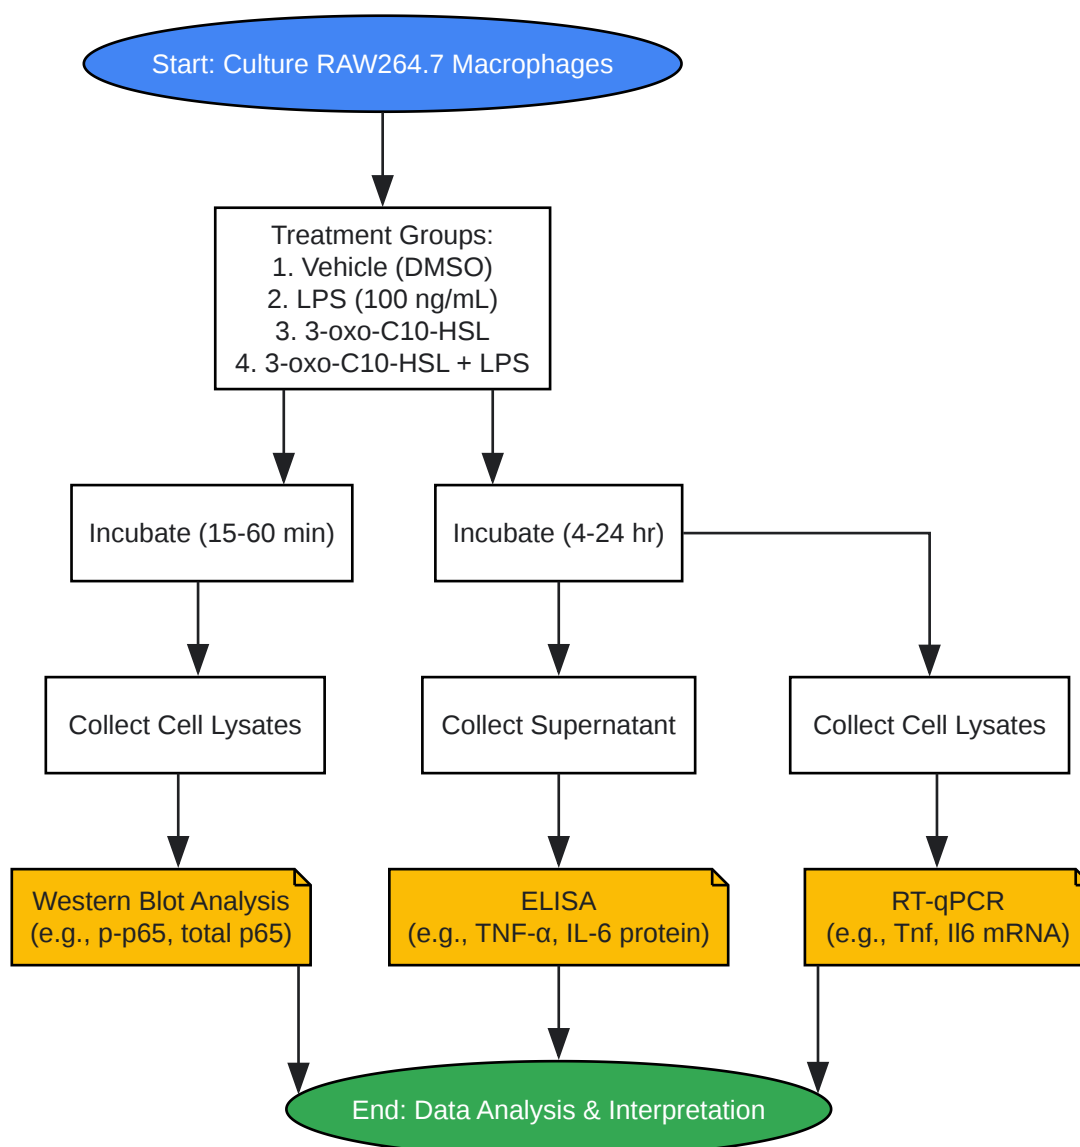 Start: Culture RAW264.7 Macrophages
Treatment Groups:
1. Vehicle (DMSO)
2. LPS (100 ng/mL)
3. 3-oxo-C10-HSL
4. 3-oxo-C10-HSL + LPS
Incubate (15-60 min)
Incubate (4-24 hr)
Collect Cell Lysates
Collect Supernatant
Collect Cell Lysates
Western Blot Analysis
(e.g., p-p65, total p65)
ELISA
(e.g., TNF-α, IL-6 protein)
RT-qPCR
(e.g., Tnf, Il6 mRNA)
End: Data Analysis & Interpretation